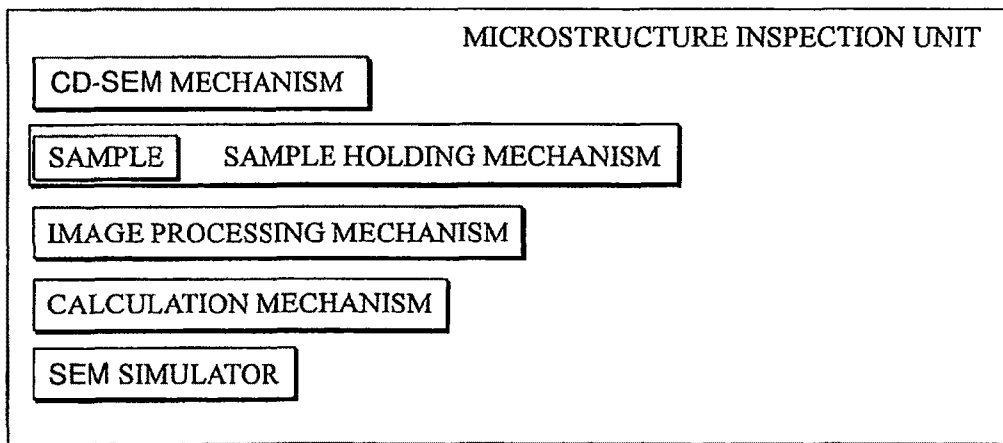 MICROSTRUCTURE INSPECTION UNIT
CD-SEM MECHANISM
SAMPLE SAMPLE HOLDING MECHANISM
IMAGE PROCESSING MECHANISM
CALCULATION MECHANISM
SEM SIMULATOR